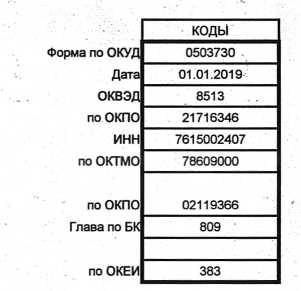 КОДЫ
Форма по ОКУД 0503730
Дата 01.01.2019
ОКВЭД 8513
по ОКПО 21716346
ИНН 7615002407
по ОКТМО 78609000
по ОКПО 02119366
Глава по БК 809
по ОКЕИ 383